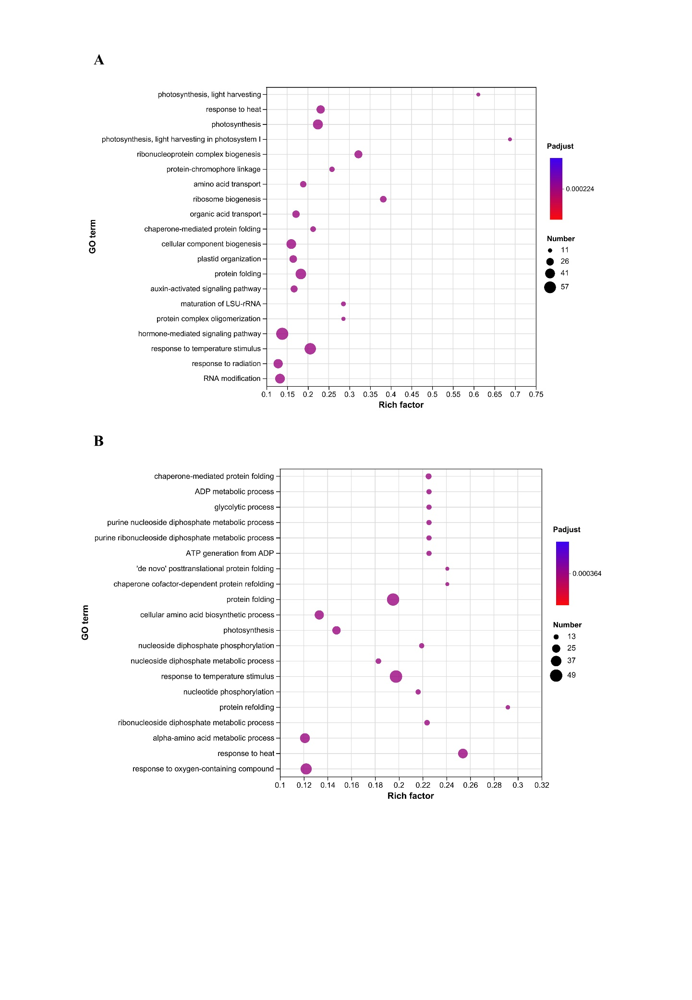 A
photosynthesis, light harvesting
response to heat
photosynthesis
photosynthesis, light harvesting in photosystem I
ribonucleoprotein complex biogenesis
protein-chromophore linkage
amino acid transport
ribosome biogenesis
organic acid transport
chaperone-mediated protein folding
cellular component biogenesis
plastid organization
protein folding
auxin-activated signaling pathway
maturation of LSU-rRNA
protein complex oligomerization
hormone-mediated signaling pathway
response to temperature stimulus
response to radiation
RNA modification
GO term
0.1 0.15 0.2 0.25 0.3 0.35 0.4 0.45 0.5 0.55 0.6 0.65 0.7 0.75
Rich factor
Padjust
0.000224
Number
11
26
41
57
B
chaperone-mediated protein folding
ADP metabolic process
glycolytic process
purine nucleoside diphosphate metabolic process
purine ribonucleoside diphosphate metabolic process
ATP generation from ADP
'de novo' posttranslational protein folding
chaperone cofactor-dependent protein refolding
protein folding
cellular amino acid biosynthetic process
photosynthesis
nucleoside diphosphate phosphorylation
nucleoside diphosphate metabolic process
response to temperature stimulus
nucleotide phosphorylation
protein refolding
ribonucleoside diphosphate metabolic process
alpha-amino acid metabolic process
response to heat
response to oxygen-containing compound
GO term
0.1 0.12 0.14 0.16 0.18 0.2 0.22 0.24 0.26 0.28 0.3 0.32
Rich factor
Padjust
0.000364
Number
13
25
37
49